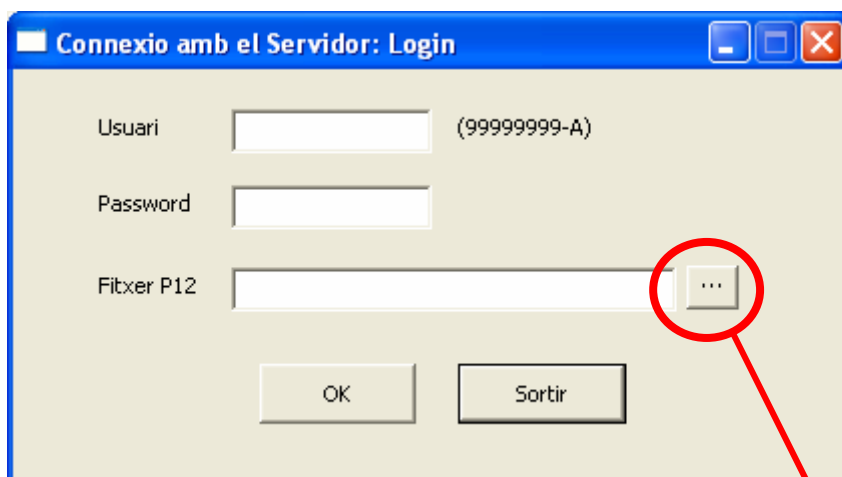 Connexio amb el Servidor: Login
Usuari (99999999-A)
Password
Fitxer P12 ...
OK Sortir